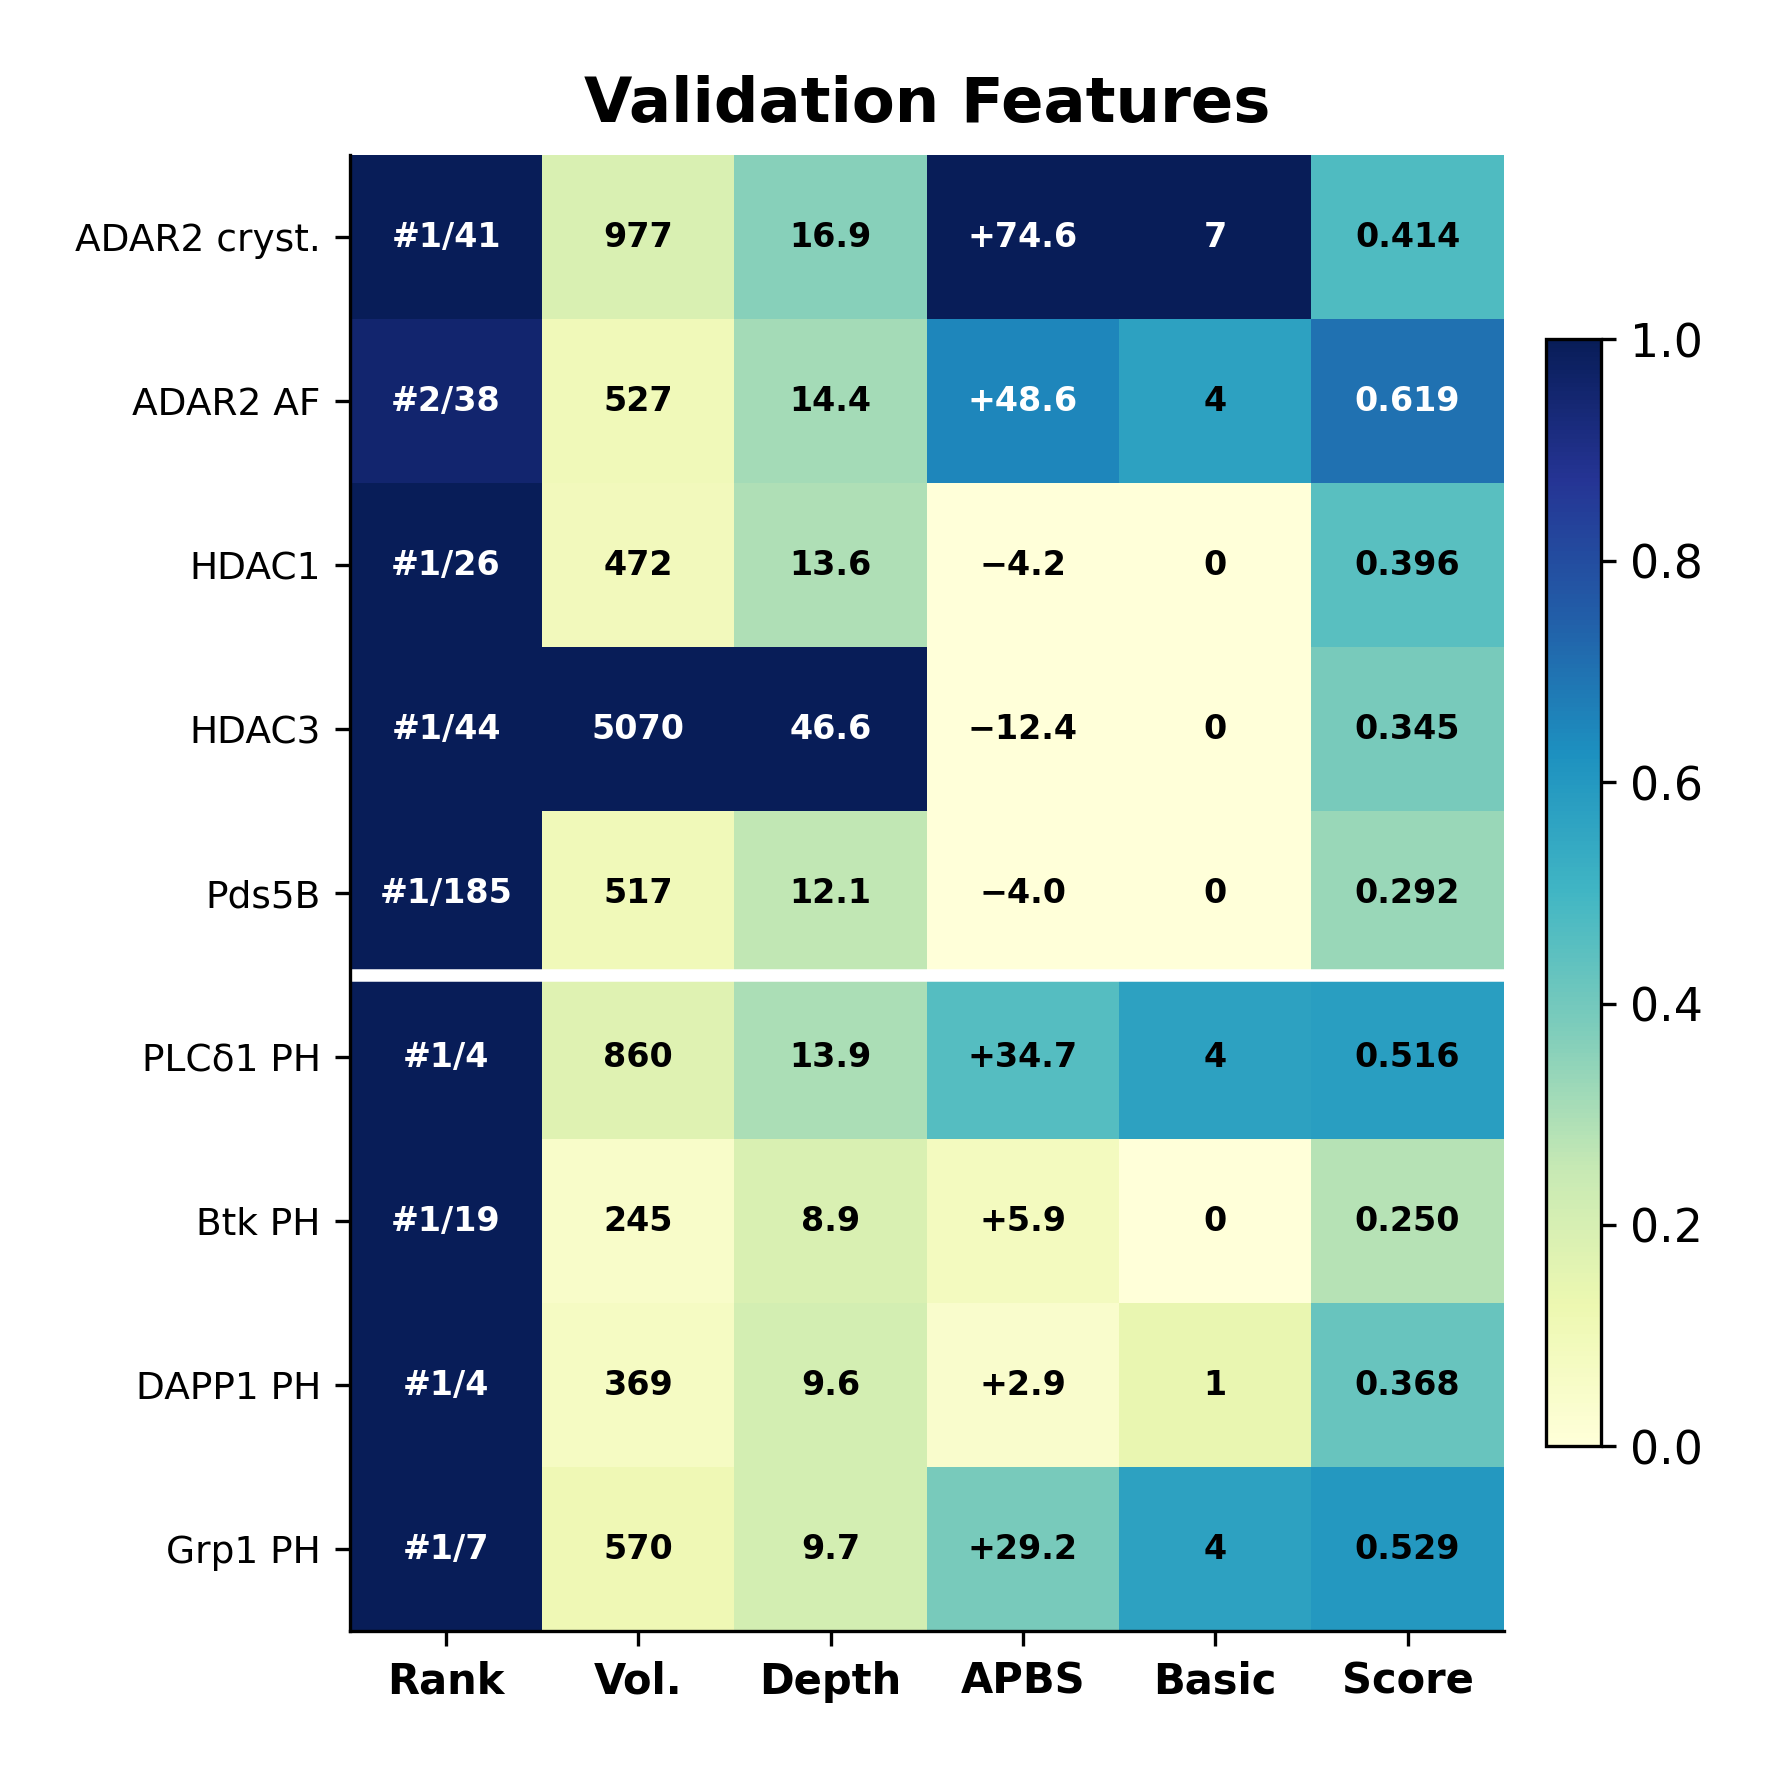 Validation Features
ADAR2 cryst. #1/41 977 16.9 +74.6 7 0.414
ADAR2 AF #2/38 527 14.4 +48.6 4 0.619
HDAC1 #1/26 472 13.6 −4.2 0 0.396
HDAC3 #1/44 5070 46.6 −12.4 0 0.345
Pds5B #1/185 517 12.1 −4.0 0 0.292
PLCδ1 PH #1/4 860 13.9 +34.7 4 0.516
Btk PH #1/19 245 8.9 +5.9 0 0.250
DAPP1 PH #1/4 369 9.6 +2.9 1 0.368
Grp1 PH #1/7 570 9.7 +29.2 4 0.529
Rank Vol. Depth APBS Basic Score
1.0
0.8
0.6
0.4
0.2
0.0